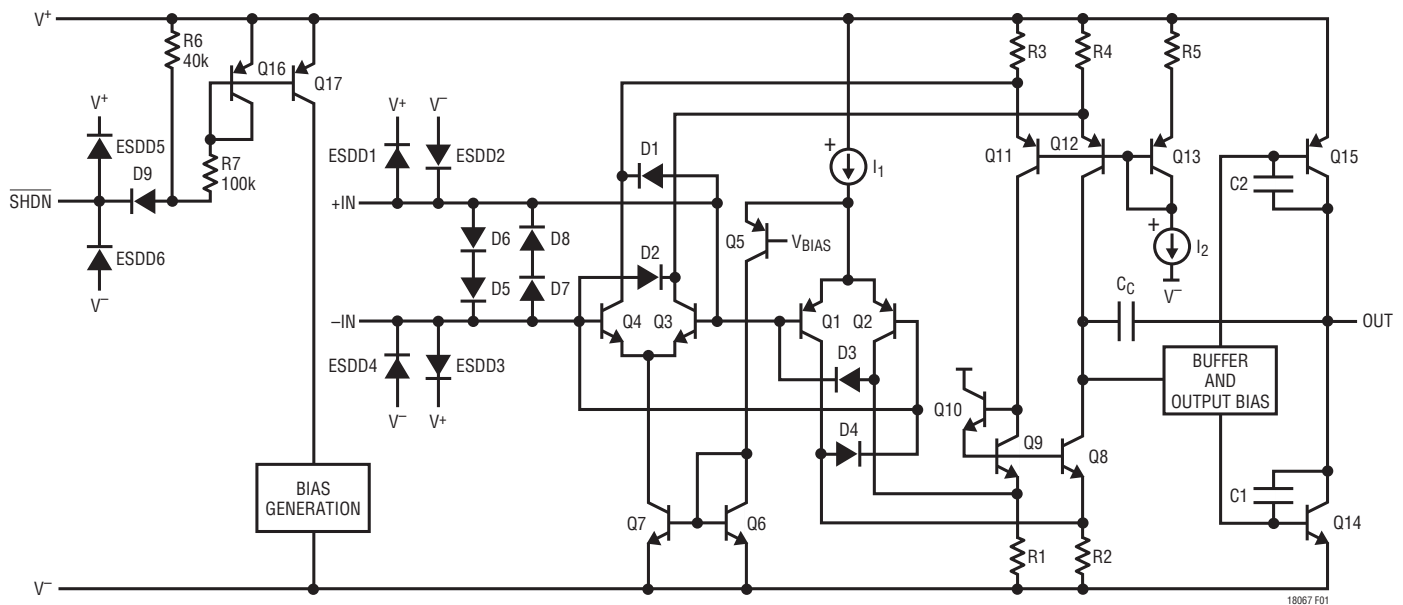 V+
R6
40k
Q16
Q17
R3
R4
R5
V+
ESDD5
D9
R7
100k
SHDN
ESDD6
V–
V+
V–
ESDD1
ESDD2
D1
+IN
D6
D8
D2
D5
D7
–IN
Q4
Q3
ESDD4
ESDD3
V–
V+
+
I1
Q5
VBIAS
Q1
Q2
D3
D4
Q11
Q12
Q13
+
I2
V–
Q15
C2
CC
OUT
BUFFER
AND
OUTPUT BIAS
Q10
Q9
Q8
C1
Q14
BIAS
GENERATION
Q7
Q6
R1
R2
V–
18067 F01